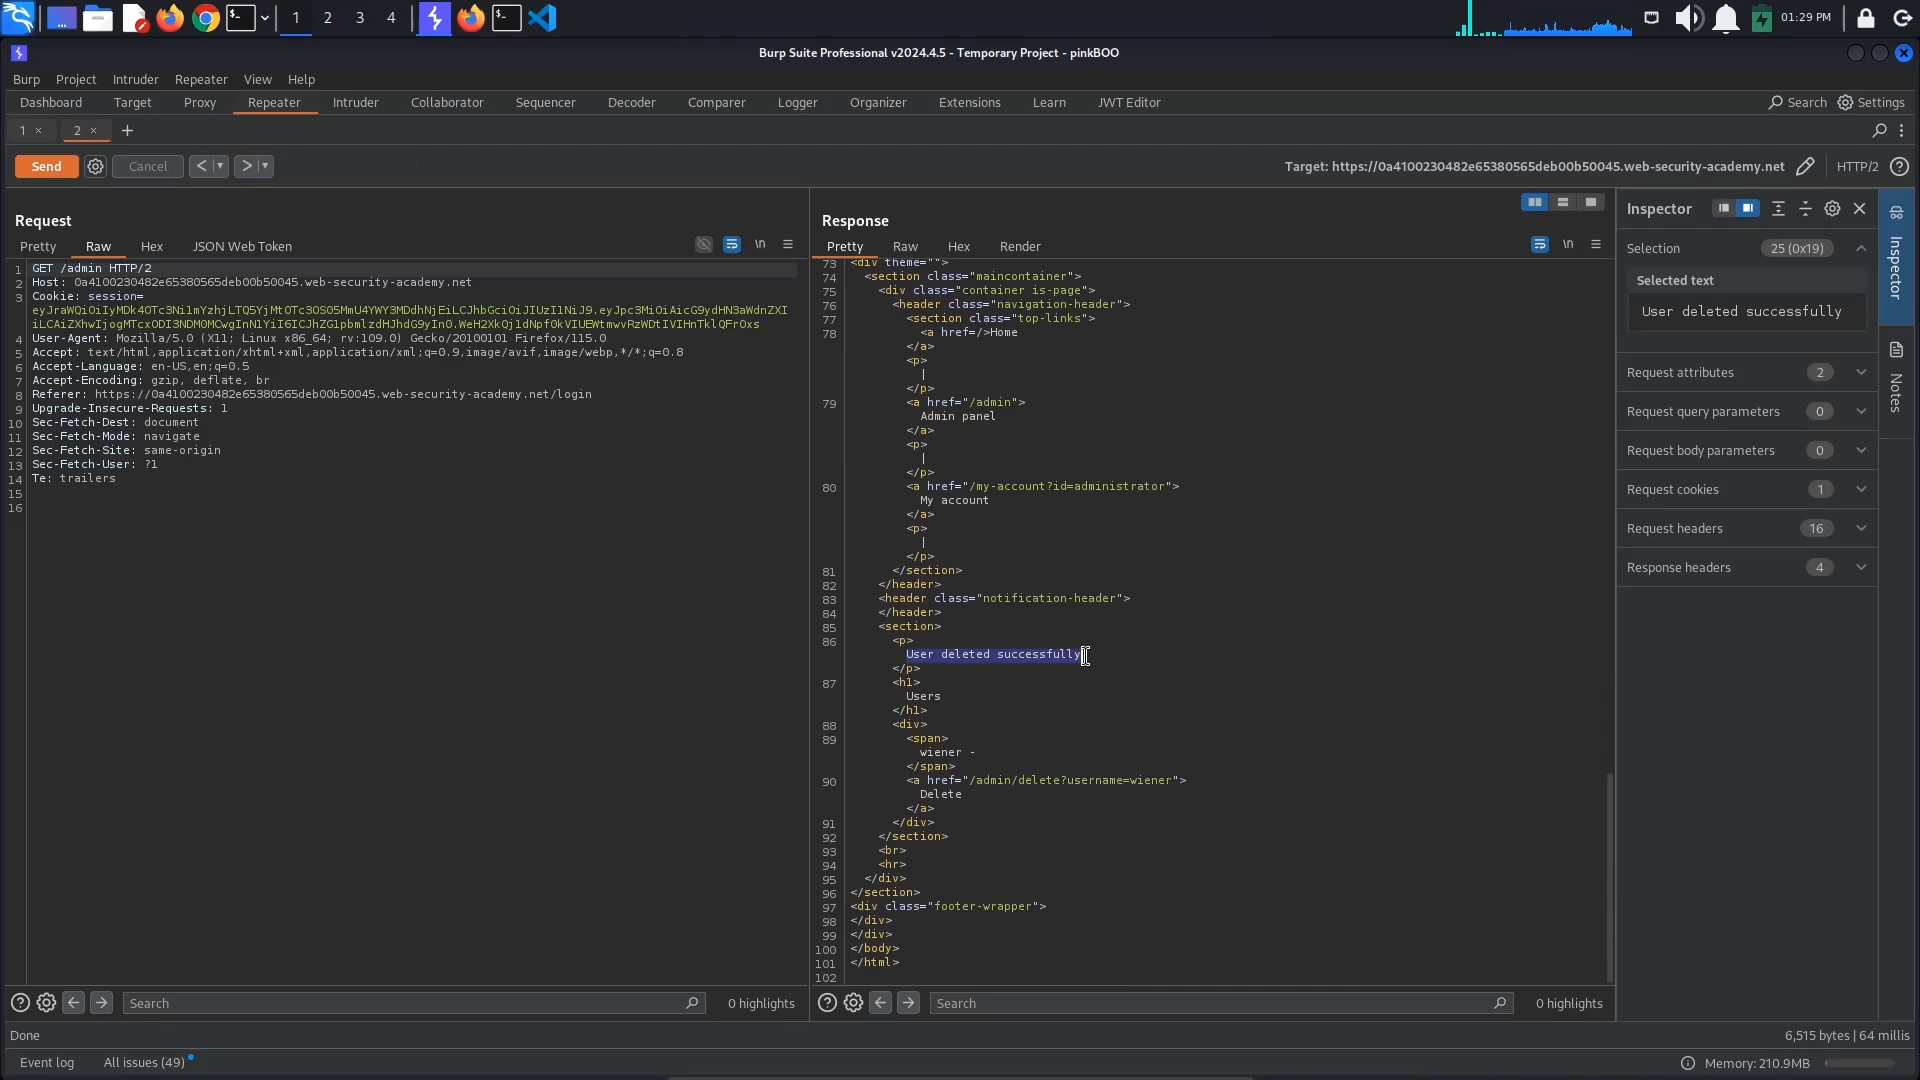 1 2 3 4
01:29 PM
Burp Suite Professional v2024.4.5 - Temporary Project - pinkBOO
Burp Project Intruder Repeater View Help
Dashboard Target Proxy Repeater Intruder Collaborator Sequencer Decoder Comparer Logger Organizer Extensions Learn JWT Editor
Search Settings
1 × 2 × +
Send Cancel < >
Target: https://0a4100230482e65380565deb00b50045.web-security-academy.net HTTP/2
Request
Pretty Raw Hex JSON Web Token \n
1 GET /admin HTTP/2
2 Host: 0a4100230482e65380565deb00b50045.web-security-academy.net
3 Cookie: session=
4 User-Agent: Mozilla/5.0 (X11; Linux x86_64; rv:109.0) Gecko/20100101 Firefox/115.0
5 Accept: text/html,application/xhtml+xml,application/xml;q=0.9,image/avif,image/webp,*/*;q=0.8
6 Accept-Language: en-US,en;q=0.5
7 Accept-Encoding: gzip, deflate, br
8 Referer: https://0a4100230482e65380565deb00b50045.web-security-academy.net/login
9 Upgrade-Insecure-Requests: 1
10 Sec-Fetch-Dest: document
11 Sec-Fetch-Mode: navigate
12 Sec-Fetch-Site: same-origin
13 Sec-Fetch-User: ?1
14 Te: trailers
15
16
Search 0 highlights
Response
Pretty Raw Hex Render \n
73 <div theme="">
74 <section class="maincontainer">
75 <div class="container is-page">
76 <header class="navigation-header">
77 <section class="top-links">
78 <a href=/>Home
</a>
<p>
|
</p>
79 <a href="/admin">
Admin panel
</a>
<p>
|
</p>
80 <a href="/my-account?id=administrator">
My account
</a>
<p>
|
</p>
81 </section>
82 </header>
83 <header class="notification-header">
84 </header>
85 <section>
86 <p>
User deleted successfully
</p>
87 <h1>
Users
</h1>
88 <div>
89 <span>
wiener -
</span>
90 <a href="/admin/delete?username=wiener">
Delete
</a>
91 </div>
92 </section>
93 <br>
94 <hr>
95 </div>
96 </section>
97 <div class="footer-wrapper">
98 </div>
99 </div>
100 </body>
101 </html>
102
Search 0 highlights
Inspector
Selection 25 (0x19)
Selected text
User deleted successfully
Request attributes 2
Request query parameters 0
Request body parameters 0
Request cookies 1
Request headers 16
Response headers 4
Inspector
Notes
Done
6,515 bytes | 64 millis
Event log All issues (49)
Memory: 210.9MB